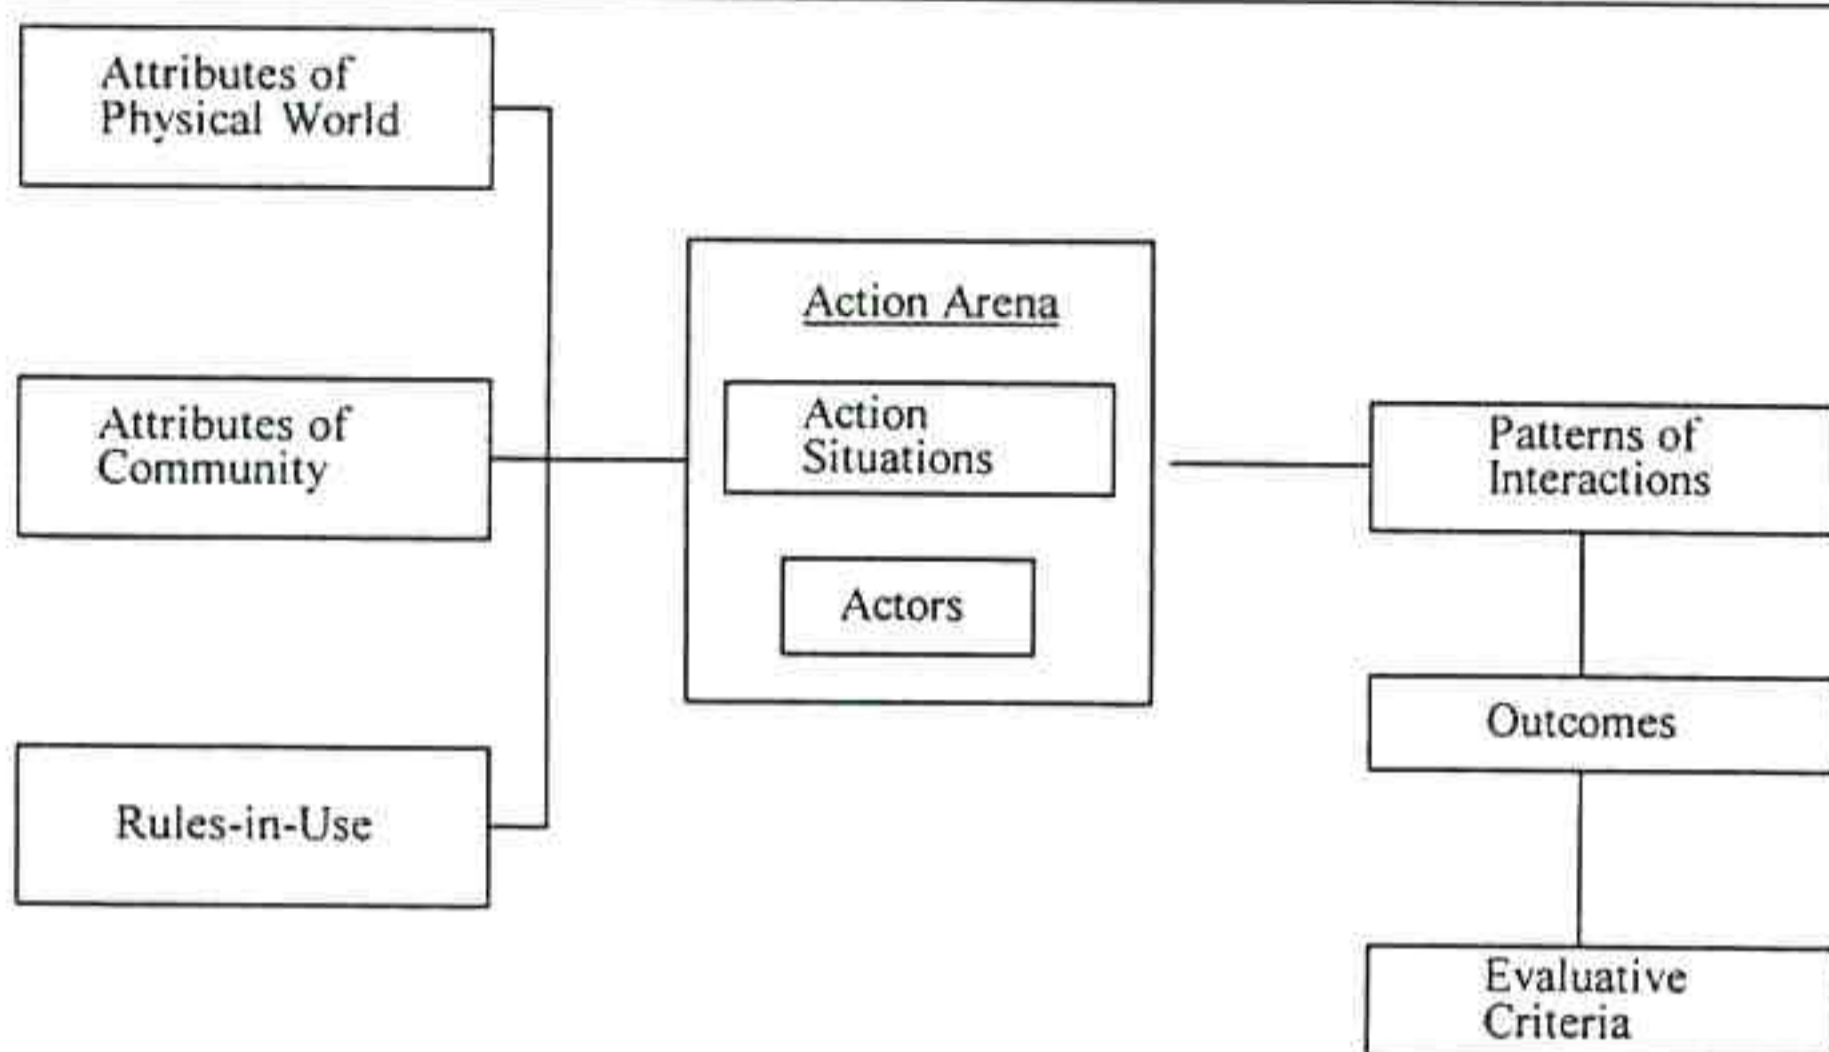 Attributes of
Physical World
Attributes of
Community
Rules-in-Use
Action Arena
Action
Situations
Actors
Patterns of
Interactions
Outcomes
Evaluative
Criteria